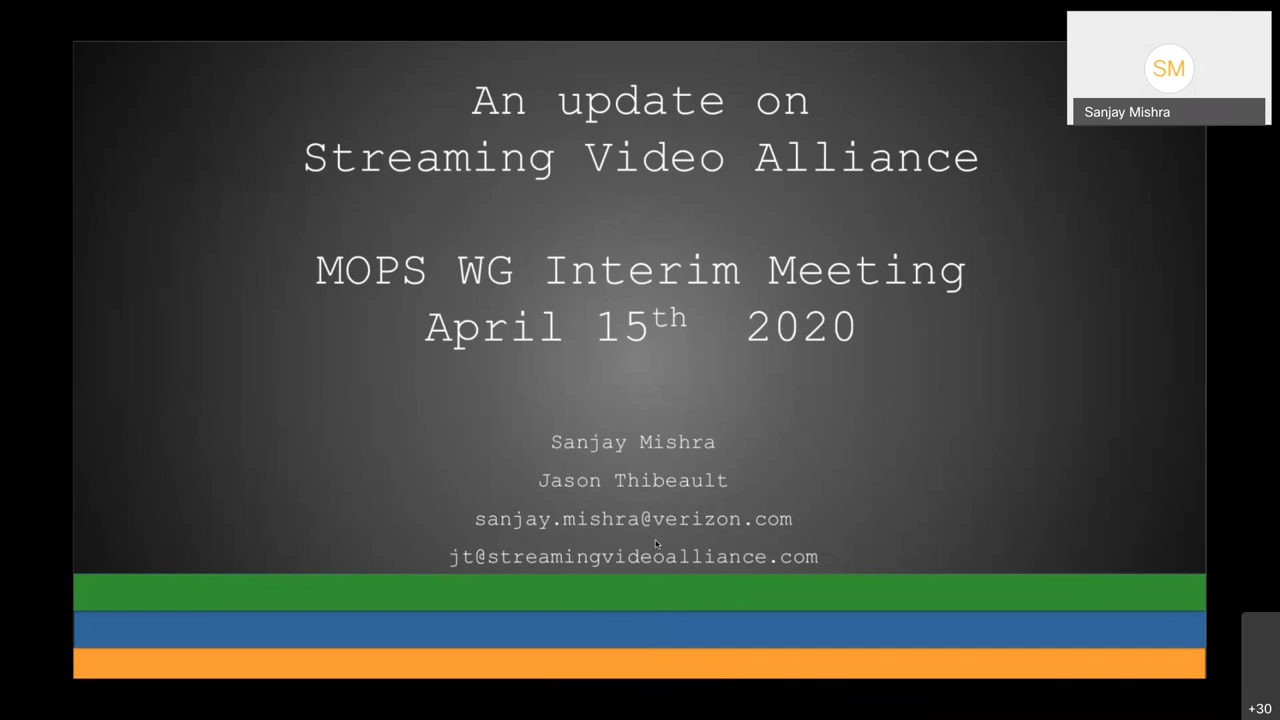 An update on
Streaming Video Alliance
MOPS WG Interim Meeting
April 15th 2020
Sanjay Mishra
Jason Thibeault
sanjay.mishra@verizon.com
jt@streamingvideoalliance.com
SM
Sanjay Mishra
+30